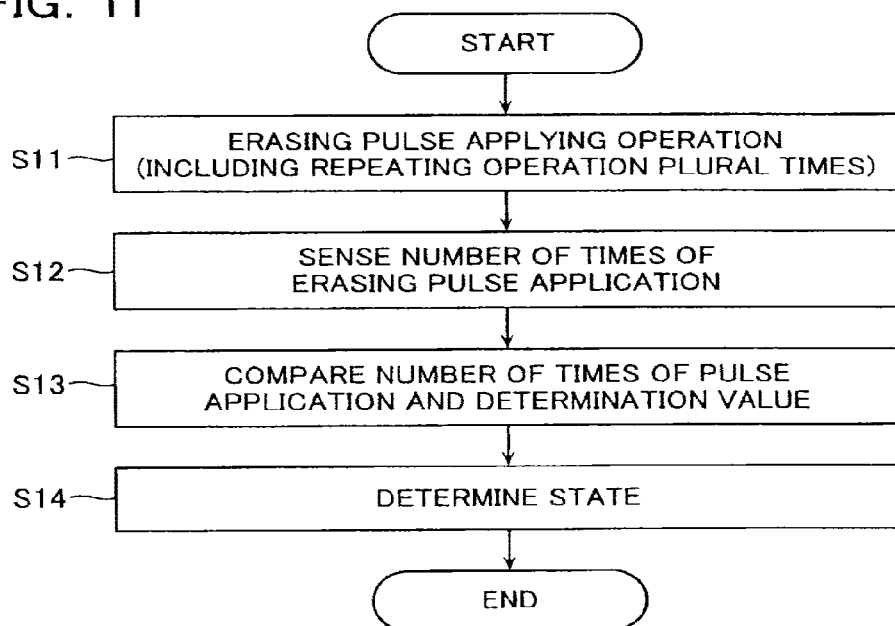 FIG. 11
START
S11
ERASING PULSE APPLYING OPERATION
(INCLUDING REPEATING OPERATION PLURAL TIMES)
S12
SENSE NUMBER OF TIMES OF
ERASING PULSE APPLICATION
S13
COMPARE NUMBER OF TIMES OF PULSE
APPLICATION AND DETERMINATION VALUE
S14
DETERMINE STATE
END